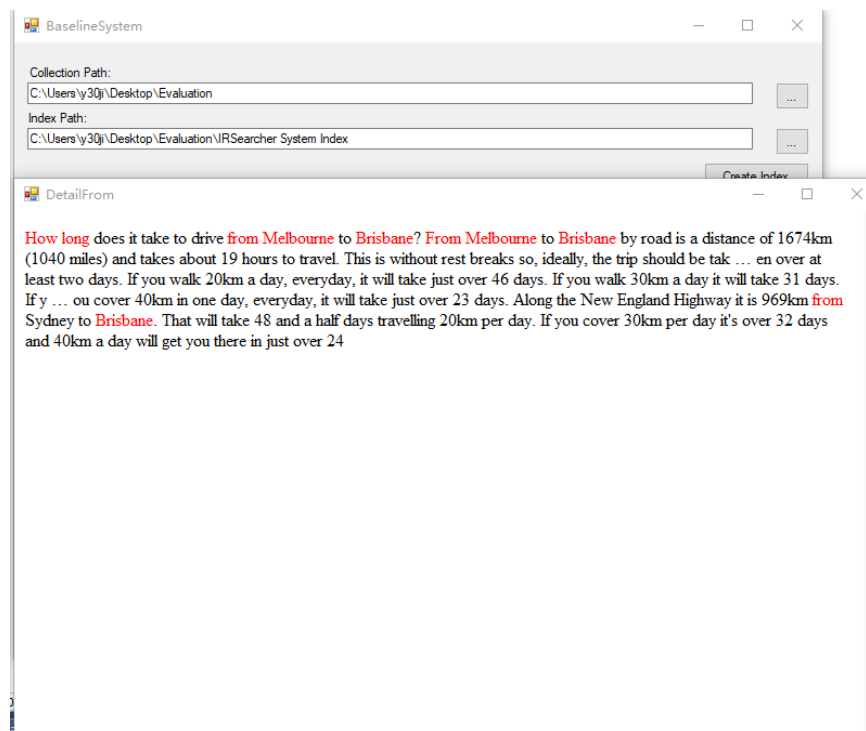 BaselineSystem
Collection Path:
C:\Users\y30ji\Desktop\Evaluation
...
Index Path:
C:\Users\y30ji\Desktop\Evaluation\IRSearcher System Index
...
Create Index
DetailFrom
How long does it take to drive from Melbourne to Brisbane? From Melbourne to Brisbane by road is a distance of 1674km
(1040 miles) and takes about 19 hours to travel. This is without rest breaks so, ideally, the trip should be tak … en over at
least two days. If you walk 20km a day, everyday, it will take just over 46 days. If you walk 30km a day it will take 31 days.
If y … ou cover 40km in one day, everyday, it will take just over 23 days. Along the New England Highway it is 969km from
Sydney to Brisbane. That will take 48 and a half days travelling 20km per day. If you cover 30km per day it's over 32 days
and 40km a day will get you there in just over 24